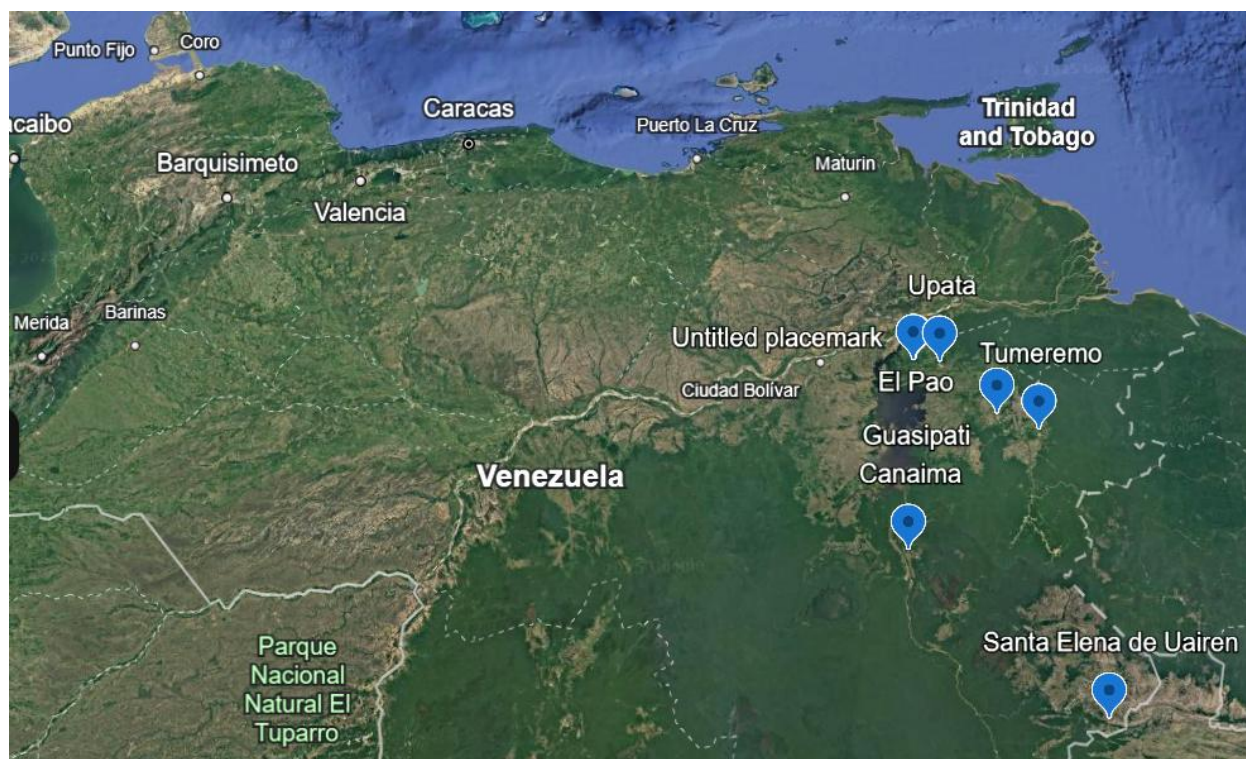 Punto Fijo
Coro
acaibo
Caracas
Puerto La Cruz
Trinidad
and Tobago
Barquisimeto
Maturin
Valencia
Upata
Merida
Barinas
Untitled placemark
Tumeremo
Ciudad Bolívar
El Pao
Guasipati
Venezuela
Canaima
Parque
Nacional
Natural El
Tuparro
Santa Elena de Uairen